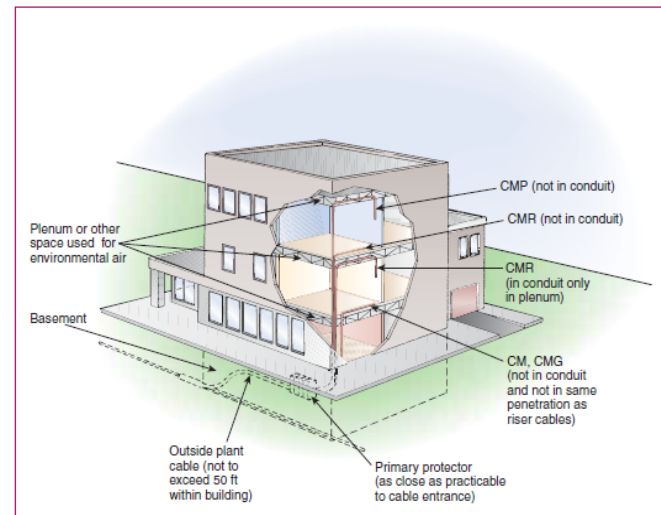 CMP (not in conduit)
CMR (not in conduit)
Plenum or other
space used for
environmental air
CMR
(in conduit only
in plenum)
Basement
CM, CMG
(not in conduit
and not in same
penetration as
riser cables)
Outside plant
cable (not to
exceed 50 ft
within building)
Primary protector
(as close as practicable
to cable entrance)